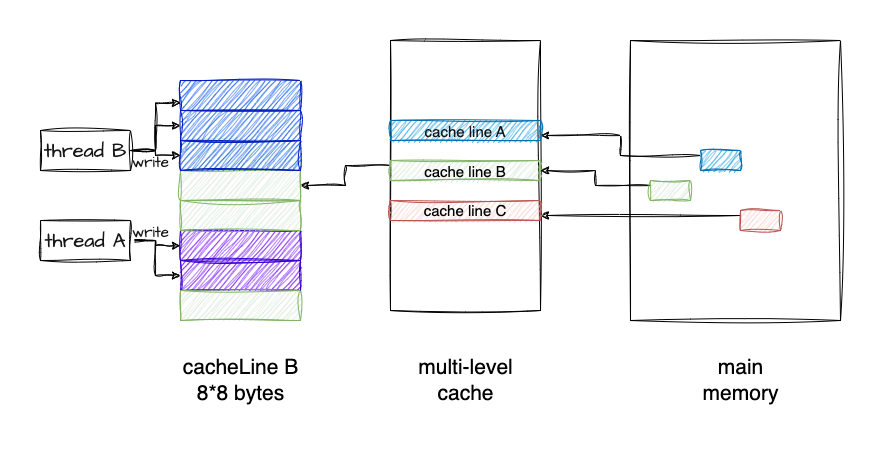 thread B
write
thread A
write
cache line A
cache line B
cache line C
cacheLine B
8*8 bytes
multi-level
cache
main
memory